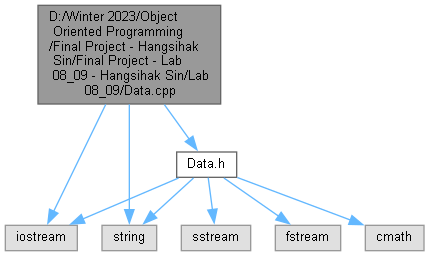 D:/Winter 2023/Object
Oriented Programming
/Final Project - Hangsihak
Sin/Final Project - Lab
08_09 - Hangsihak Sin/Lab
08_09/Data.cpp
Data.h
iostream
string
sstream
fstream
cmath